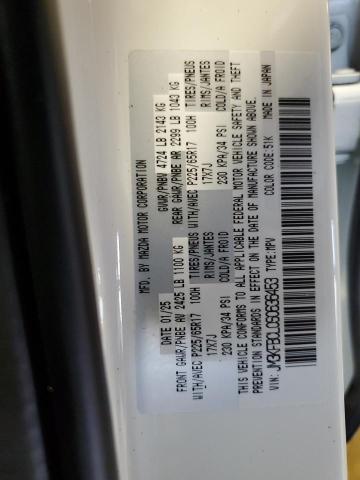 MFD. BY MAZDA MOTOR CORPORATION
DATE 01/25 GVWR/PNBV 4724 LB 2143 KG
FRONT GAWR/PNBE AV 2425 LB 1100 KG REAR GAWR/PNBE AR 2299 LB 1043 KG
WITH/AVEC P225/65R17 100H TIRES/PNEUS WITH/AVEC P225/65R17 100H TIRES/PNEUS
17X7J RIMS/JANTES 17X7J RIMS/JANTES
230 KPA/34 PSI COLD/A FROID 230 KPA/34 PSI COLD/A FROID
THIS VEHICLE CONFORMS TO ALL APPLICABLE FEDERAL MOTOR VEHICLE SAFETY AND THEFT
PREVENTION STANDARDS IN EFFECT ON THE DATE OF MANUFACTURE SHOWN ABOVE.
VIN: JM3KFBCL0S0636453 TYPE: MPV COLOR CODE: 51K MADE IN JAPAN